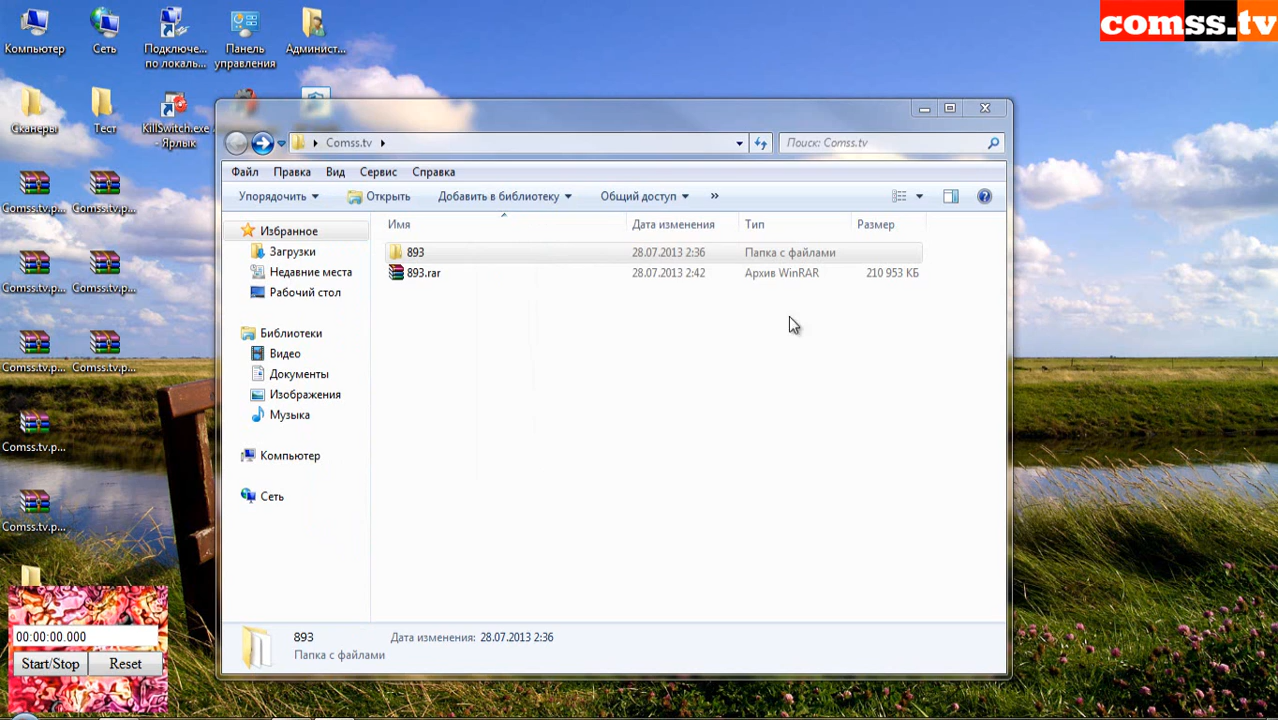 comss.tv
Компьютер
Сеть
Подключе...
по локаль...
Панель
управления
Админист...
Сканеры
Тест
KillSwitch.exe
- Ярлык
Comss.tv.p...
Comss.tv.p...
Comss.tv.p...
Comss.tv.p...
Comss.tv.p...
Comss.tv.p...
Comss.tv.p...
Comss.tv.p...
00:00:00.000
Start/Stop
Reset
Comss.tv
Поиск: Comss.tv
Файл Правка Вид Сервис Справка
Упорядочить Открыть Добавить в библиотеку Общий доступ »
Имя Дата изменения Тип Размер
893 28.07.2013 2:36 Папка с файлами
893.rar 28.07.2013 2:42 Архив WinRAR 210 953 КБ
Избранное
Загрузки
Недавние места
Рабочий стол
Библиотеки
Видео
Документы
Изображения
Музыка
Компьютер
Сеть
893 Дата изменения: 28.07.2013 2:36
Папка с файлами